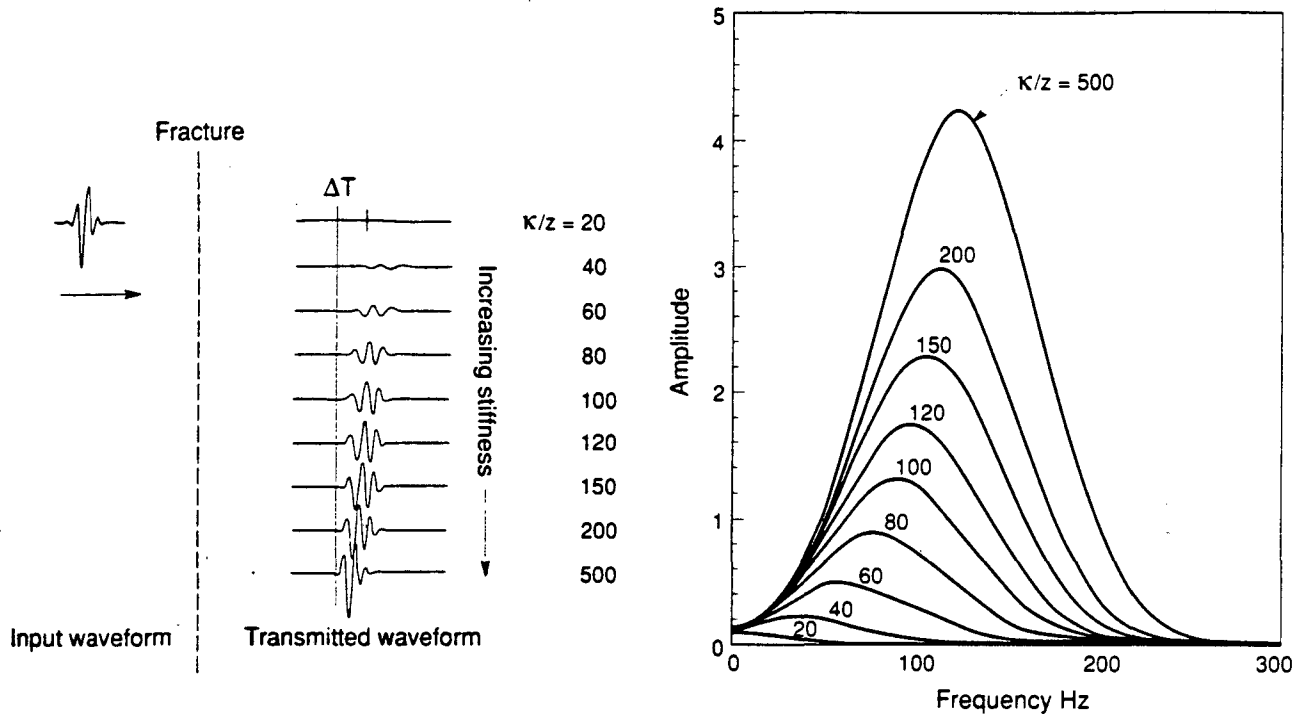 Fracture
ΔT
κ/z = 20
40
60
80
100
120
150
200
500
Increasing stiffness
Input waveform
Transmitted waveform
5
4
3
2
1
0
Amplitude
κ/z = 500
200
150
120
100
80
60
40
20
0
100
200
300
Frequency Hz